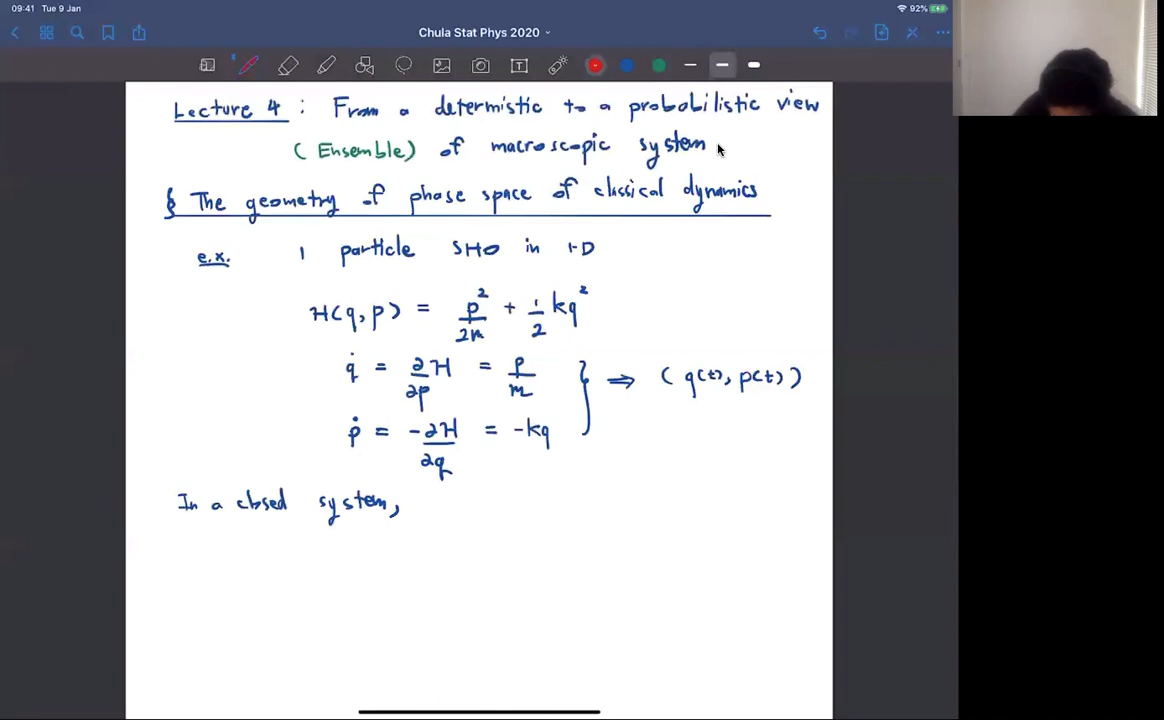 09:41 Tue 9 Jan
92%
Chula Stat Phys 2020
Lecture 4 : From a determistic to a probabilistic view
(Ensemble) of macroscopic system
§ The geometry of phase space of classical dynamics
e.x. 1 particle SHO in 1-D
H(q,p) = p²/2m + 1/2 kq²
q̇ = ∂H/∂p = p/m
} ⇒ (q(t), p(t))
ṗ = -∂H/∂q = -kq
In a closed system,